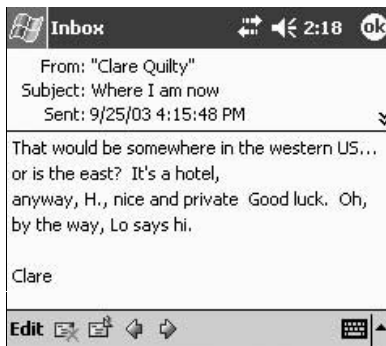 Inbox 2:18 ok
From: "Clare Quilty"
Subject: Where I am now
Sent: 9/25/03 4:15:48 PM
That would be somewhere in the western US...
or is the east? It's a hotel,
anyway, H., nice and private Good luck. Oh,
by the way, Lo says hi.
Clare
Edit